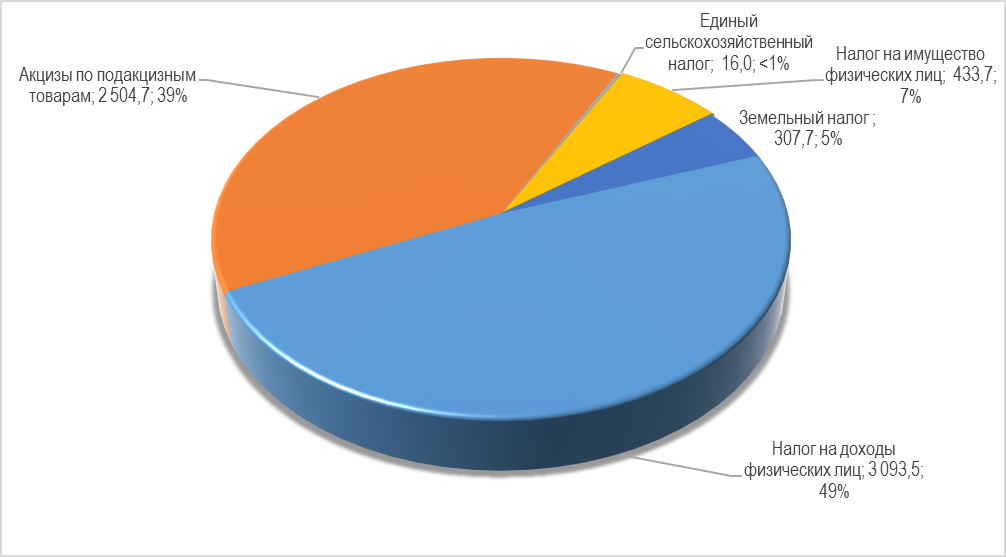 Единый
сельскохозяйственный
налог;  16,0; <1%
Налог на имущество
физических лиц;  433,7;
7%
Акцизы по подакцизным
товарам; 2 504,7; 39%
Земельный налог ;
307,7; 5%
Налог на доходы
физических лиц; 3 093,5;
49%